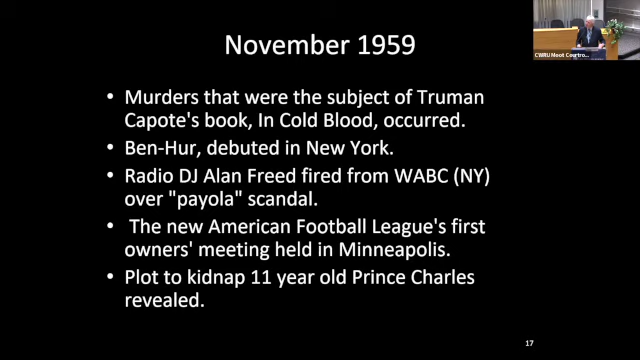 November 1959
CWRU Moot Courtro...
• Murders that were the subject of Truman
Capote's book, In Cold Blood, occurred.
• Ben-Hur, debuted in New York.
• Radio DJ Alan Freed fired from WABC (NY)
over "payola" scandal.
• The new American Football League's first
owners' meeting held in Minneapolis.
• Plot to kidnap 11 year old Prince Charles
revealed.
17